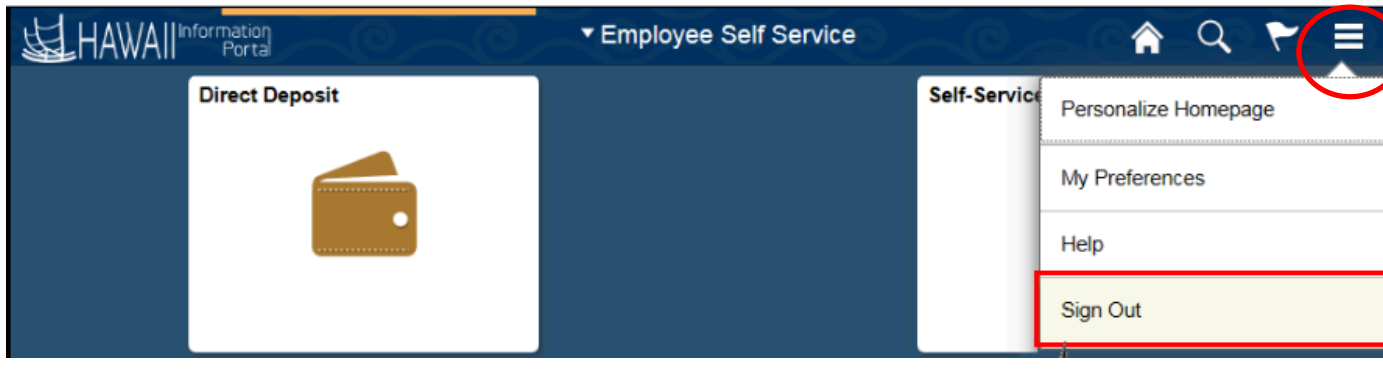 HAWAII Information
Portal
Employee Self Service
Direct Deposit
Self-Service
Personalize Homepage
My Preferences
Help
Sign Out